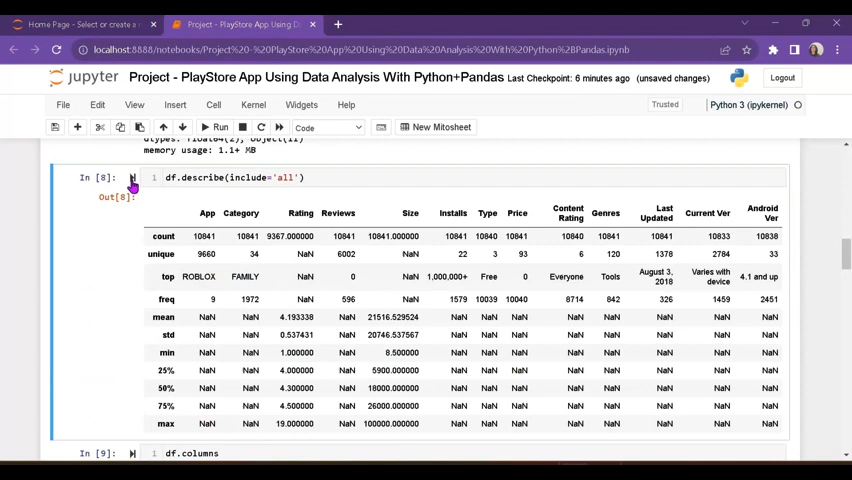 Home Page - Select or create a n
Project - PlayStore App Using D
localhost:8888/notebooks/Project%20-%20PlayStore%20App%20Using%20Data%20Analysis%20With%20Python%2BPandas.ipynb
jupyter Project - PlayStore App Using Data Analysis With Python+Pandas Last Checkpoint: 6 minutes ago (unsaved changes) Logout
File Edit View Insert Cell Kernel Widgets Help Trusted Python 3 (ipykernel)
Run Code New Mitosheet
dtypes: float64(2), object(11)
memory usage: 1.1+ MB
In [8]: 1 df.describe(include='all')
Out[8]:
App Category Rating Reviews Size Installs Type Price Content Rating Genres Last Updated Current Ver Android Ver
count 10841 10841 9367.000000 10841 10841.000000 10841 10840 10841 10840 10841 10841 10833 10838
unique 9660 34 NaN 6002 NaN 22 3 93 6 120 1378 2784 33
top ROBLOX FAMILY NaN 0 NaN 1,000,000+ Free 0 Everyone Tools August 3, 2018 Varies with device 4.1 and up
freq 9 1972 NaN 596 NaN 1579 10039 10040 8714 842 326 1459 2451
mean NaN NaN 4.193338 NaN 21516.529524 NaN NaN NaN NaN NaN NaN NaN NaN
std NaN NaN 0.537431 NaN 20746.537567 NaN NaN NaN NaN NaN NaN NaN NaN
min NaN NaN 1.000000 NaN 8.500000 NaN NaN NaN NaN NaN NaN NaN NaN
25% NaN NaN 4.000000 NaN 5900.000000 NaN NaN NaN NaN NaN NaN NaN NaN
50% NaN NaN 4.300000 NaN 18000.000000 NaN NaN NaN NaN NaN NaN NaN NaN
75% NaN NaN 4.500000 NaN 26000.000000 NaN NaN NaN NaN NaN NaN NaN NaN
max NaN NaN 19.000000 NaN 100000.000000 NaN NaN NaN NaN NaN NaN NaN NaN
In [9]: 1 df.columns